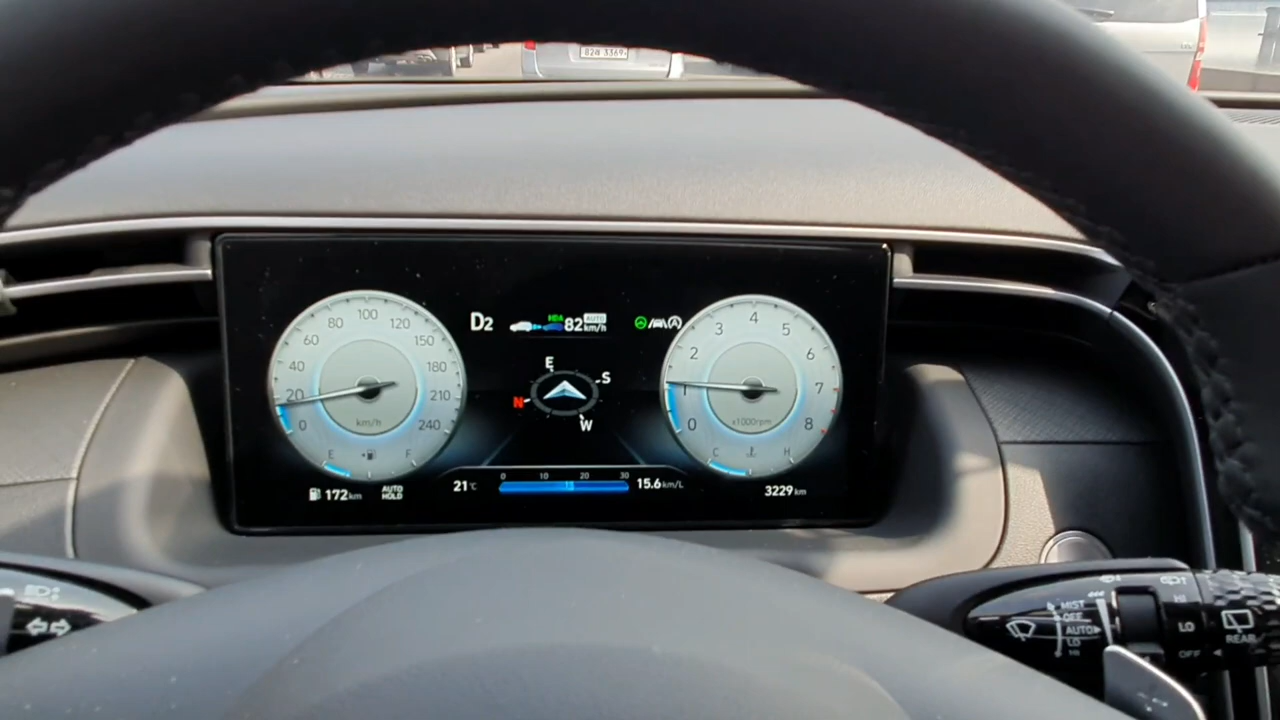 0
20
40
60
80
100
120
150
180
210
240
km/h
E
F
172km
AUTO
HOLD
D2
HDA
82
AUTO
km/h
A
E
S
N
W
21℃
0 10 20 30
15.6km/L
0
1
2
3
4
5
6
7
8
x1000rpm
C
H
3229km
MIST
OFF
AUTO
LO
HI
HI
LO
OFF
REAR